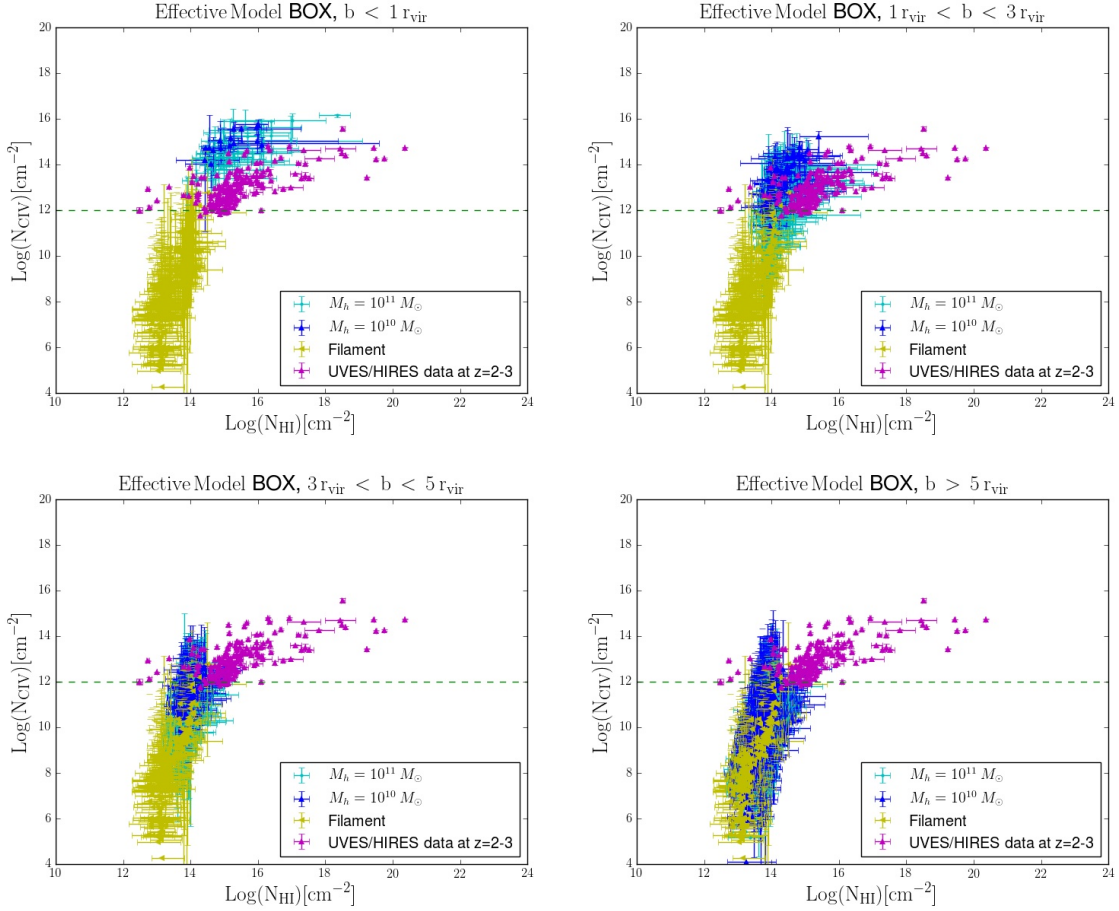 Effective Model BOX, b < 1 r_vir
20
18
16
14
12
10
8
6
4
Log(N_CIV)[cm^−2]
M_h = 10^11 M_⊙
M_h = 10^10 M_⊙
Filament
UVES/HIRES data at z=2-3
10 12 14 16 18 20 22 24
Log(N_HI)[cm^−2]
Effective Model BOX, 1 r_vir < b < 3 r_vir
20
18
16
14
12
10
8
6
4
Log(N_CIV)[cm^−2]
M_h = 10^11 M_⊙
M_h = 10^10 M_⊙
Filament
UVES/HIRES data at z=2-3
10 12 14 16 18 20 22 24
Log(N_HI)[cm^−2]
Effective Model BOX, 3 r_vir < b < 5 r_vir
20
18
16
14
12
10
8
6
4
Log(N_CIV)[cm^−2]
M_h = 10^11 M_⊙
M_h = 10^10 M_⊙
Filament
UVES/HIRES data at z=2-3
10 12 14 16 18 20 22 24
Log(N_HI)[cm^−2]
Effective Model BOX, b > 5 r_vir
20
18
16
14
12
10
8
6
4
Log(N_CIV)[cm^−2]
M_h = 10^11 M_⊙
M_h = 10^10 M_⊙
Filament
UVES/HIRES data at z=2-3
10 12 14 16 18 20 22 24
Log(N_HI)[cm^−2]